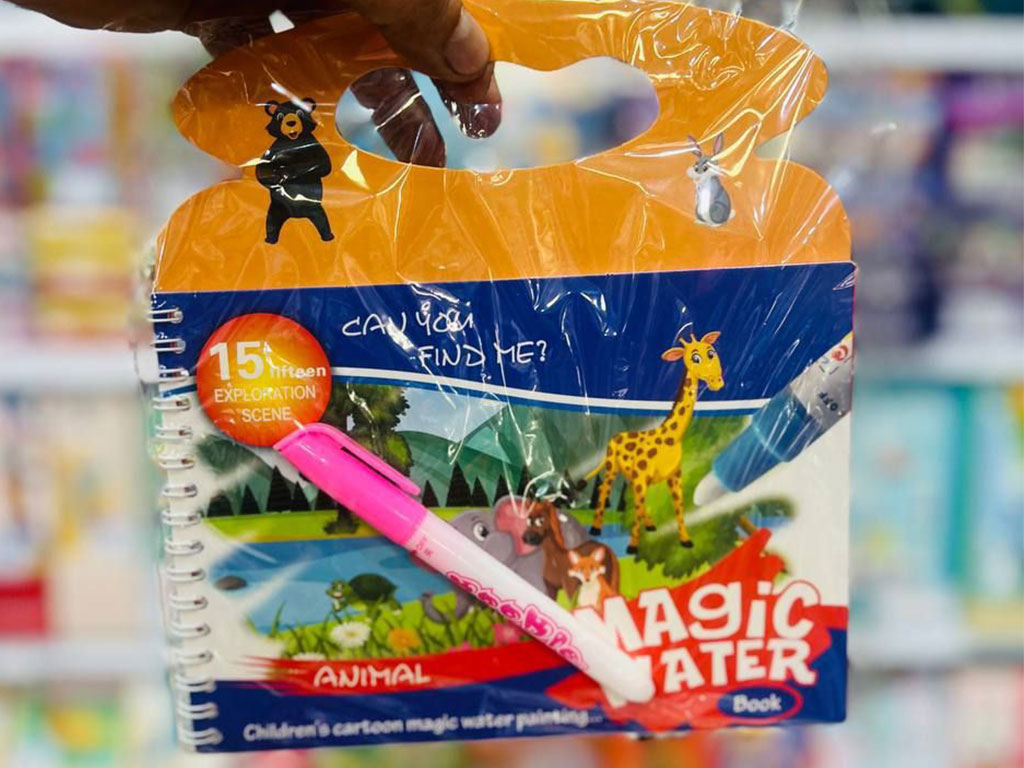 CAN YOU
FIND ME?
15
fifteen
EXPLORATION
SCENE
MAGIC
WATER
Book
ANIMAL
Children's cartoon magic water painting...